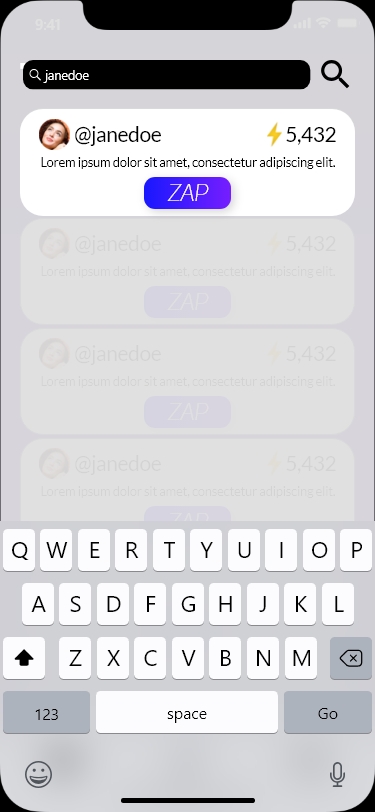 9:41
janedoe
@janedoe 5,432
Lorem ipsum dolor sit amet, consectetur adipiscing elit.
ZAP
@janedoe 5,432
Lorem ipsum dolor sit amet, consectetur adipiscing elit.
ZAP
@janedoe 5,432
Lorem ipsum dolor sit amet, consectetur adipiscing elit.
ZAP
@janedoe 5,432
Lorem ipsum dolor sit amet, consectetur adipiscing elit.
ZAP
Q W E R T Y U I O P
A S D F G H J K L
Z X C V B N M
123 space Go